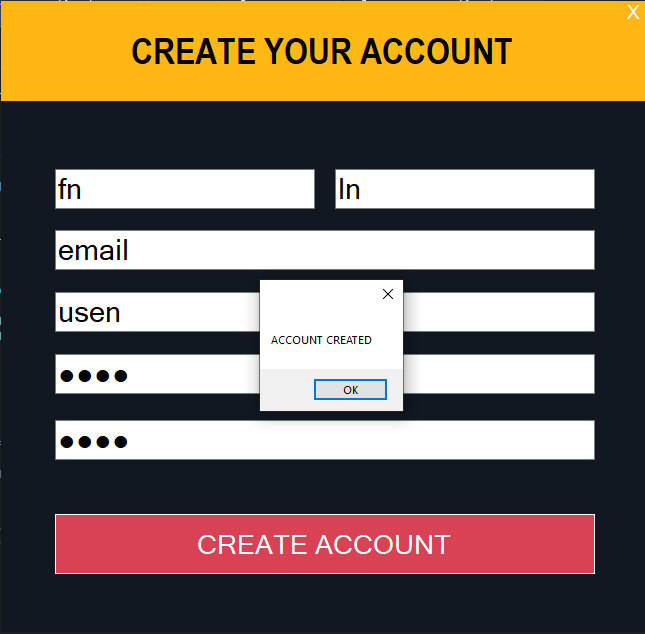 X
CREATE YOUR ACCOUNT
fn
ln
email
usen
ACCOUNT CREATED
OK
●●●●
●●●●
CREATE ACCOUNT